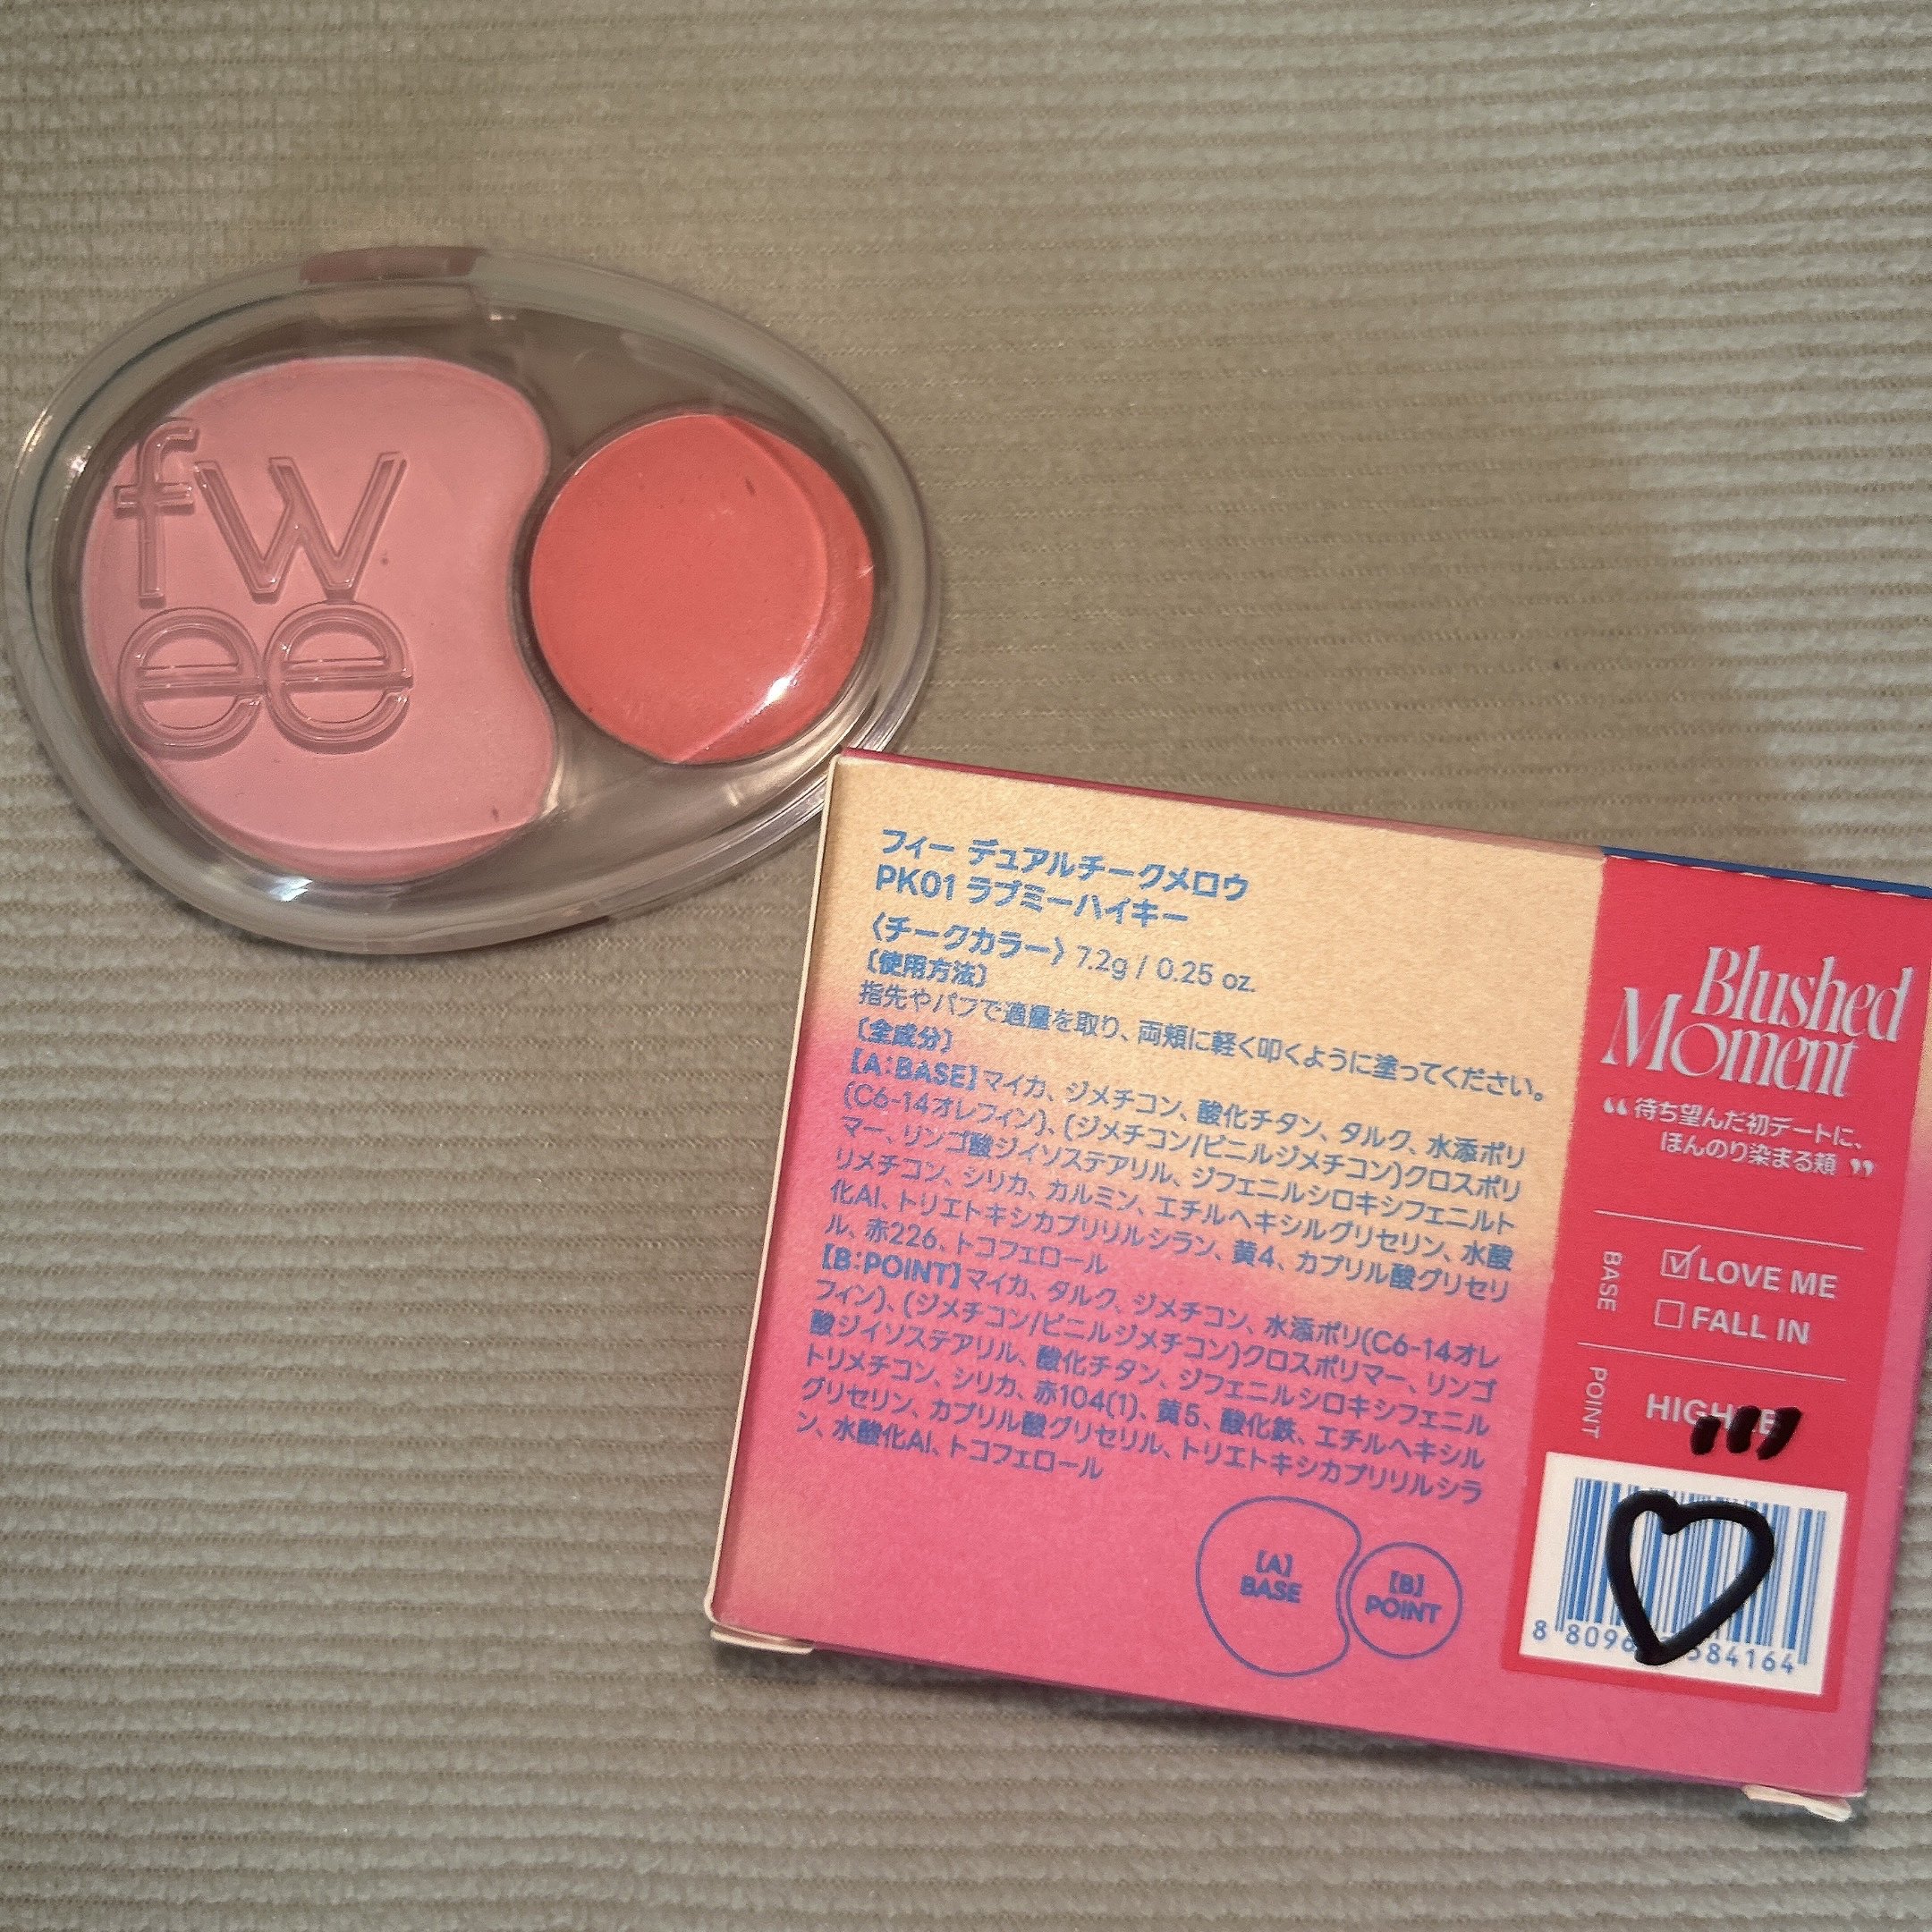 fw
ee
フィー デュアルチークメロウ
PK01 ラブミーハイキー
〈チークカラー〉7.2g / 0.25 oz.
〔使用方法〕
指先やパフで適量を取り、両頬に軽く叩くように塗ってください。
〔全成分〕
【A:BASE】マイカ、ジメチコン、酸化チタン、タルク、水添ポリ
(C6-14オレフィン)、(ジメチコン/ビニルジメチコン)クロスポリ
マー、リンゴ酸ジイソステアリル、ジフェニルシロキシフェニルト
リメチコン、シリカ、カルミン、エチルヘキシルグリセリン、水酸
化Al、トリエトキシカプリリルシラン、黄4、カプリル酸グリセリ
ル、赤226、トコフェロール
【B:POINT】マイカ、タルク、ジメチコン、水添ポリ(C6-14オレ
フィン)、(ジメチコン/ビニルジメチコン)クロスポリマー、リンゴ
酸ジイソステアリル、酸化チタン、ジフェニルシロキシフェニル
トリメチコン、シリカ、赤104(1)、黄5、酸化鉄、エチルヘキシル
グリセリン、カプリル酸グリセリル、トリエトキシカプリリルシラ
ン、水酸化Al、トコフェロール
[A]
BASE
[B]
POINT
Blushed
Moment
“待ち望んだ初デートに、
ほんのり染まる頬”
BASE
LOVE ME
FALL IN
POINT
8 8096 584164